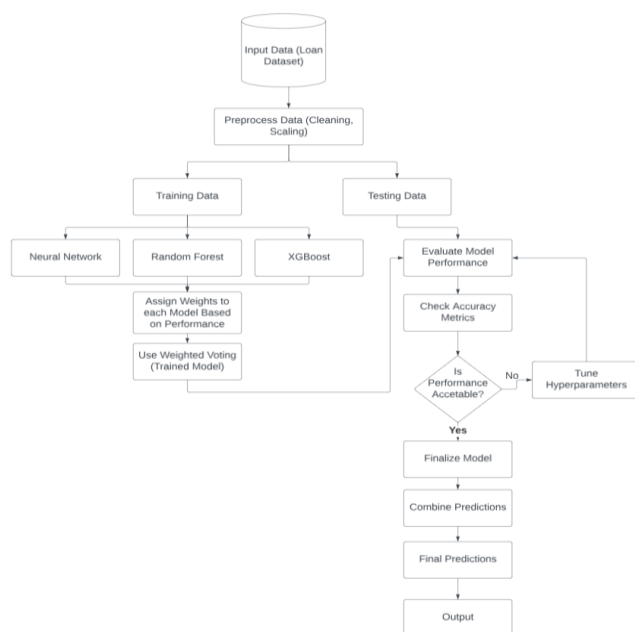 Input Data (Loan
Dataset)
Preprocess Data (Cleaning,
Scaling)
Training Data
Testing Data
Neural Network
Random Forest
XGBoost
Evaluate Model
Performance
Assign Weights to
each Model Based
on Performance
Check Accuracy
Metrics
Use Weighted Voting
(Trained Model)
Is
Performance
Accetable?
No
Tune
Hyperparameters
Yes
Finalize Model
Combine Predictions
Final Predictions
Output